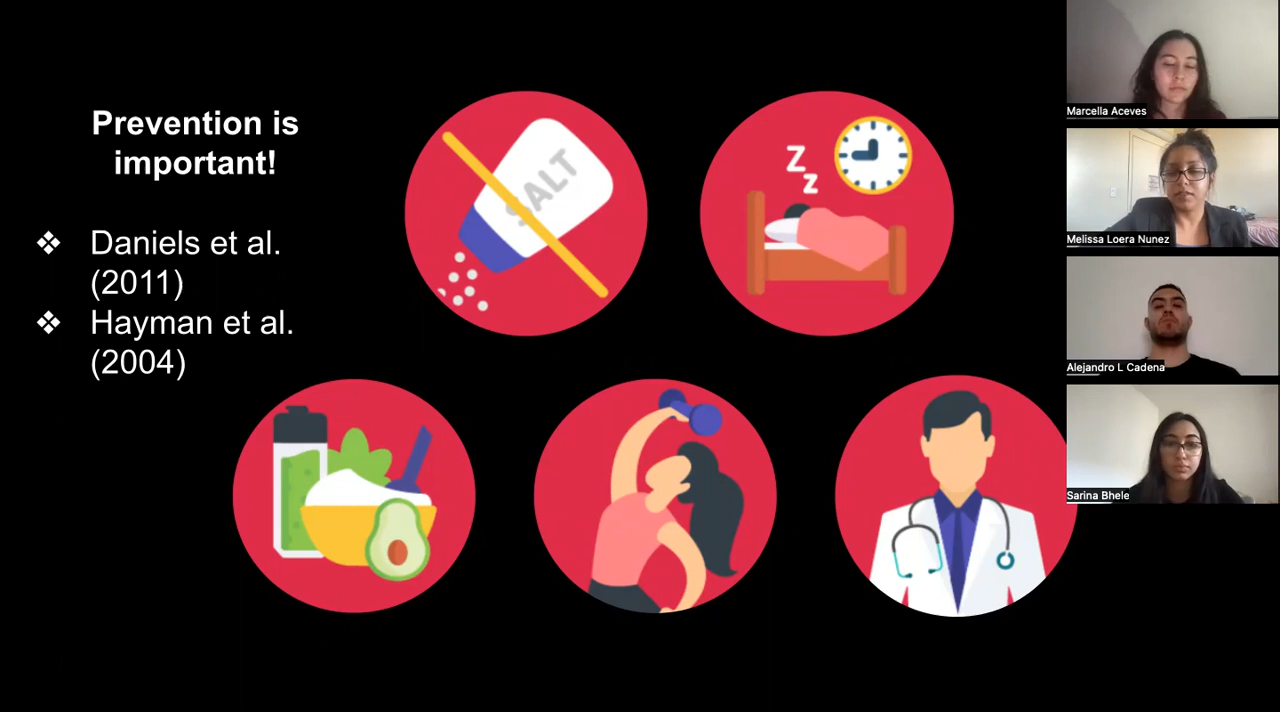 Prevention is
important!
❖ Daniels et al.
(2011)
❖ Hayman et al.
(2004)
SALT
Z
z
Marcella Aceves
Melissa Loera Nunez
Alejandro L Cadena
Sarina Bhele